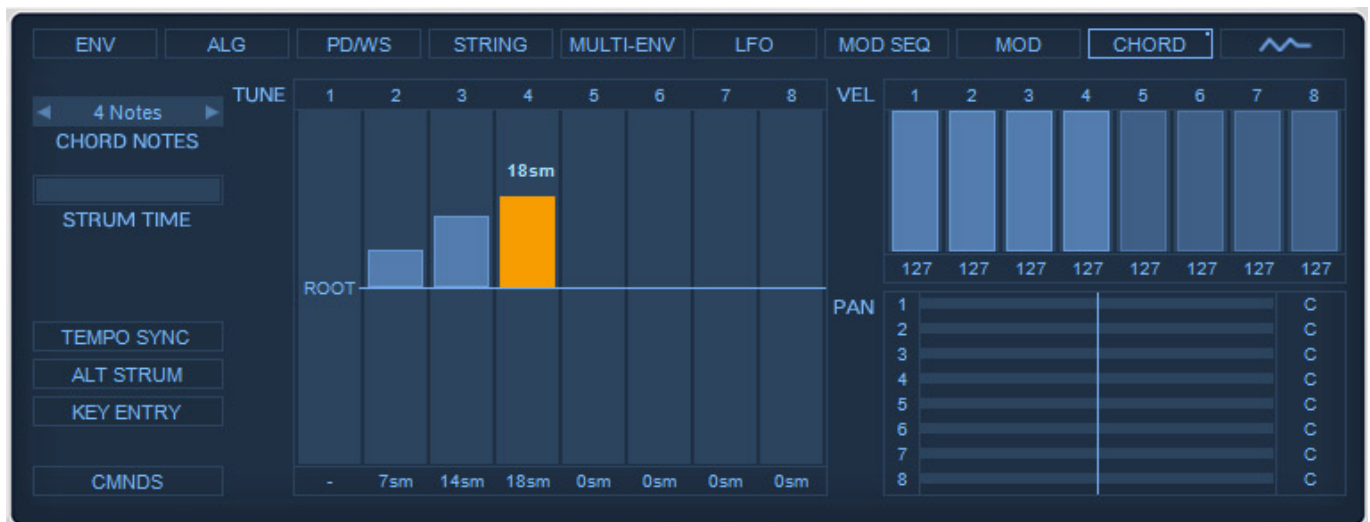 ENV ALG PD/WS STRING MULTI-ENV LFO MOD SEQ MOD CHORD
4 Notes
CHORD NOTES
STRUM TIME
TEMPO SYNC
ALT STRUM
KEY ENTRY
CMNDS
TUNE 1 2 3 4 5 6 7 8
18sm
ROOT
- 7sm 14sm 18sm 0sm 0sm 0sm 0sm
VEL 1 2 3 4 5 6 7 8
127 127 127 127 127 127 127 127
PAN 1 C
2 C
3 C
4 C
5 C
6 C
7 C
8 C